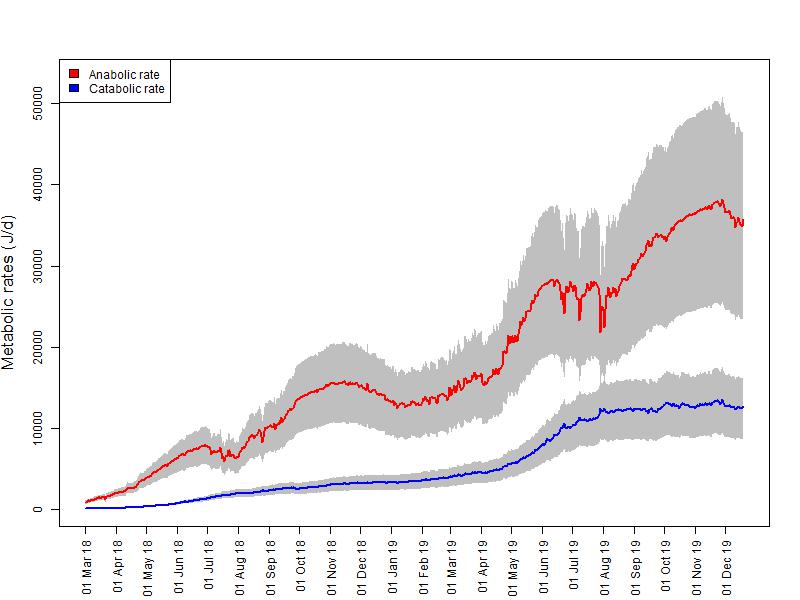 Anabolic rate
Catabolic rate
Metabolic rates (J/d)
50000
40000
30000
20000
10000
0
01 Mar 18
01 Apr 18
01 May 18
01 Jun 18
01 Jul 18
01 Aug 18
01 Sep 18
01 Oct 18
01 Nov 18
01 Dec 18
01 Jan 19
01 Feb 19
01 Mar 19
01 Apr 19
01 May 19
01 Jun 19
01 Jul 19
01 Aug 19
01 Sep 19
01 Oct 19
01 Nov 19
01 Dec 19